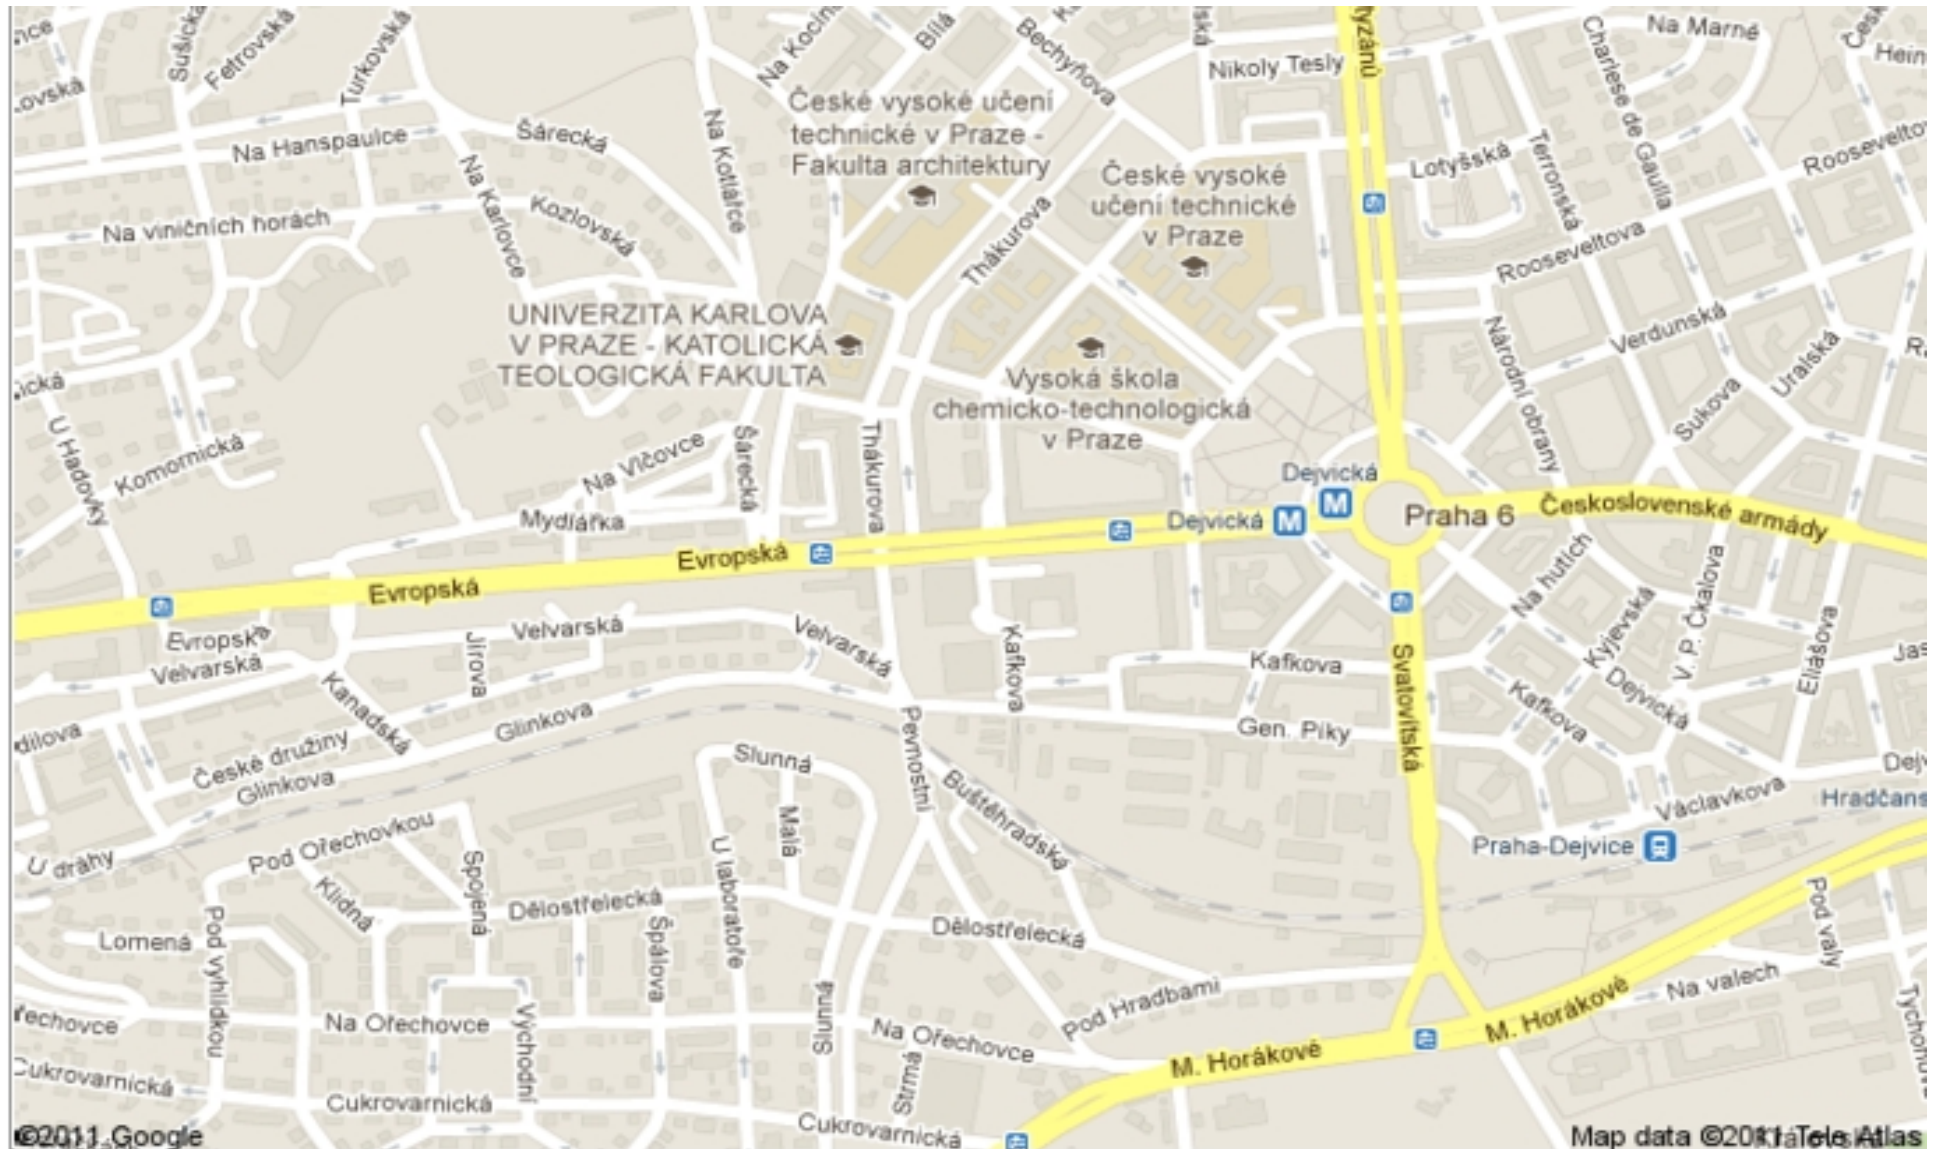 Sušická
Petrovská
Turkovská
Na Kocín
Bílá
Bechyňova
Nikoly Tesly
Charlese de Gaulla
Na Marné
Na Hanspaulce
Šárecká
Na Kotlářce
České vysoké učení
technické v Praze -
Fakulta architektury
České vysoké
učení technické
v Praze
Lotyšská
Terronská
Na Karlovce
Kozlovská
Na viničních horách
Thákurova
Rooseveltova
UNIVERZITA KARLOVA
V PRAZE - KATOLICKÁ
TEOLOGICKÁ FAKULTA
Vysoká škola
chemicko-technologická
v Praze
Národní obrany
Verdunská
Uralská
Sukova
U Hadovky
Komornická
Na Vlčovce
Šárecká
Thákurova
Mydlářka
Dejvická
Dejvická
Praha 6
Československé armády
Evropská
Evropská
Evropská
Velvarská
Velvarská
Velvarská
Jírova
Kanadská
Kafkova
Kafkova
Svatovítská
Na hutích
Kyjevská
V. P. Čkalova
Eliášova
Kafkova
Dejvická
Glinkova
České družiny
Glinkova
Gen. Píky
Pevnostní
Buštěhradská
Slunná
Malá
U laboratoře
Václavkova
Praha-Dejvice
U dráhy
Pod Ořechovkou
Klidná
Spojená
Dělostřelecká
Špálova
Dělostřelecká
Lomená
Pod vyhlídkou
Na Ořechovce
Východní
Slunná
Na Ořechovce
Strmá
Pod Hradbami
Pod valy
Na valech
M. Horákové
M. Horákové
Cukrovarnická
Cukrovarnická
Cukrovarnická
©2011 Google
Map data ©2011 Tele Atlas